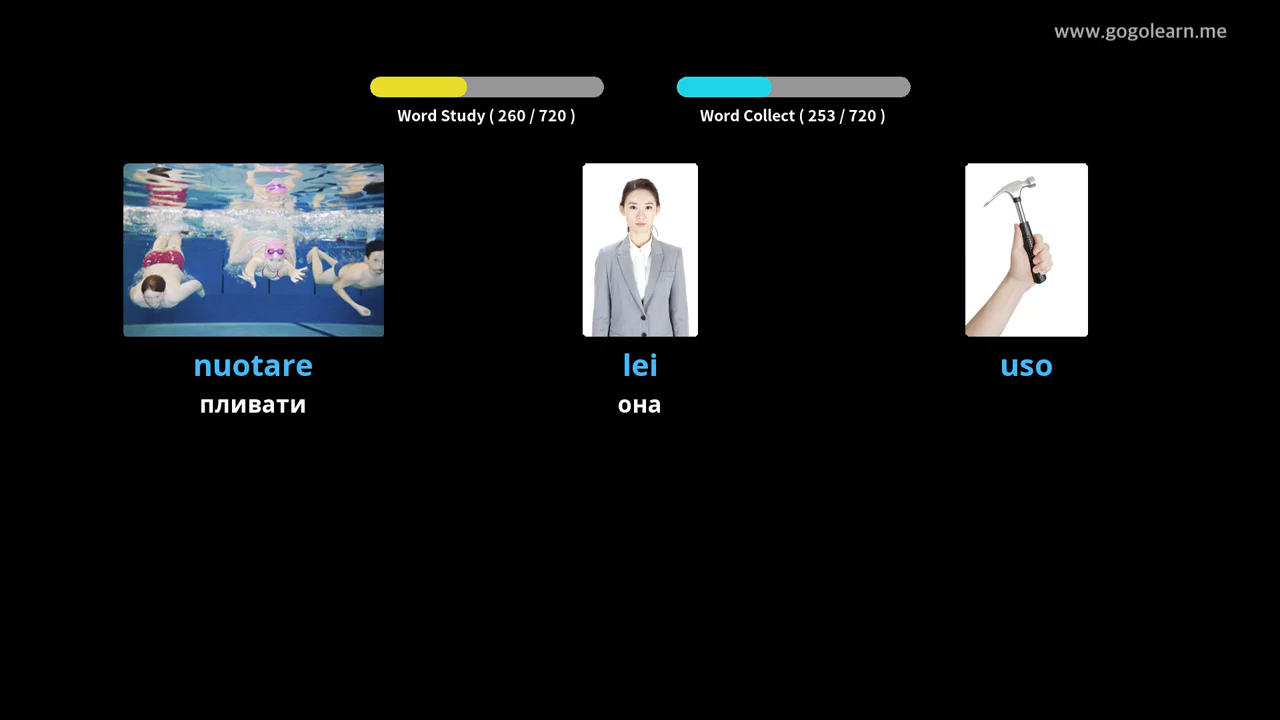 www.gogolearn.me
Word Study ( 260 / 720 )
Word Collect ( 253 / 720 )
nuotare
lei
uso
пливати
она